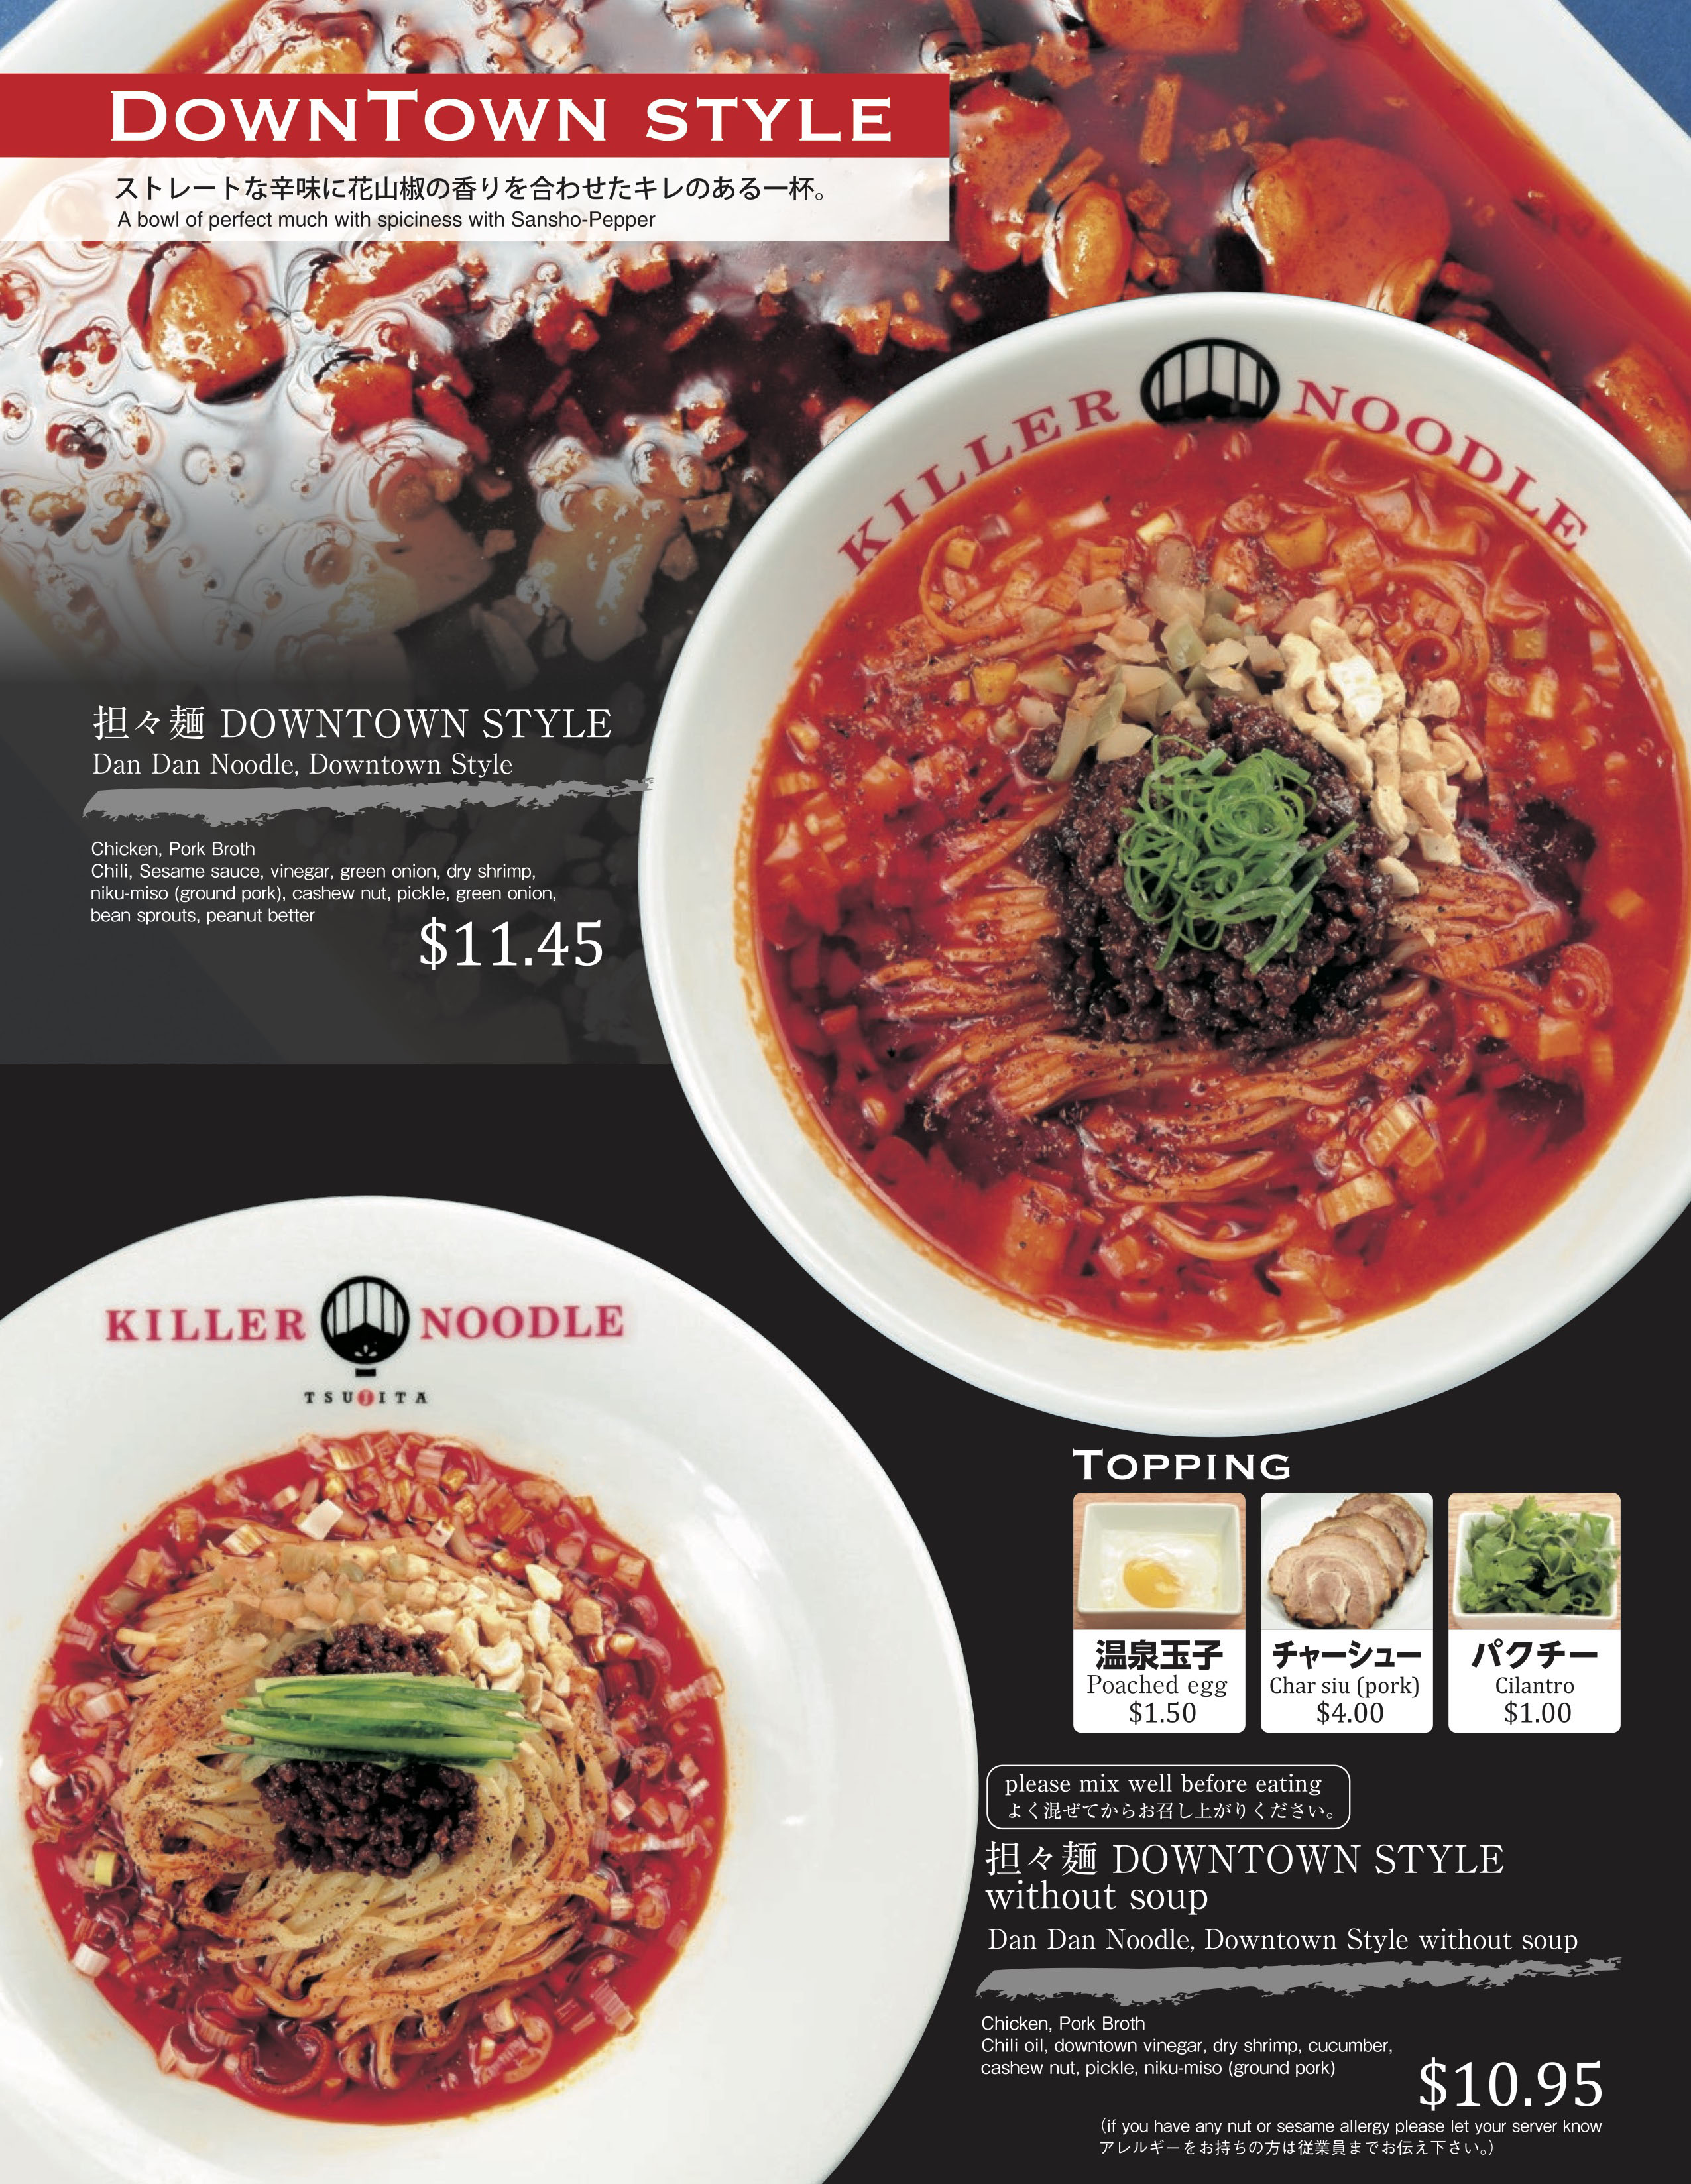 DOWNTOWN STYLE
ストレートな辛味に花山椒の香りを合わせたキレのある一杯。
A bowl of perfect much with spiciness with Sansho-Pepper
KILLER NOODLE
担々麺 DOWNTOWN STYLE
Dan Dan Noodle, Downtown Style
Chicken, Pork Broth
Chili, Sesame sauce, vinegar, green onion, dry shrimp,
niku-miso (ground pork), cashew nut, pickle, green onion,
bean sprouts, peanut better
$11.45
KILLER NOODLE
TSUJITA
TOPPING
温泉玉子
Poached egg
$1.50
チャーシュー
Char siu (pork)
$4.00
パクチー
Cilantro
$1.00
please mix well before eating
よく混ぜてからお召し上がりください。
担々麺 DOWNTOWN STYLE
without soup
Dan Dan Noodle, Downtown Style without soup
Chicken, Pork Broth
Chili oil, downtown vinegar, dry shrimp, cucumber,
cashew nut, pickle, niku-miso (ground pork)
$10.95
(if you have any nut or sesame allergy please let your server know
アレルギーをお持ちの方は従業員までお伝え下さい。)